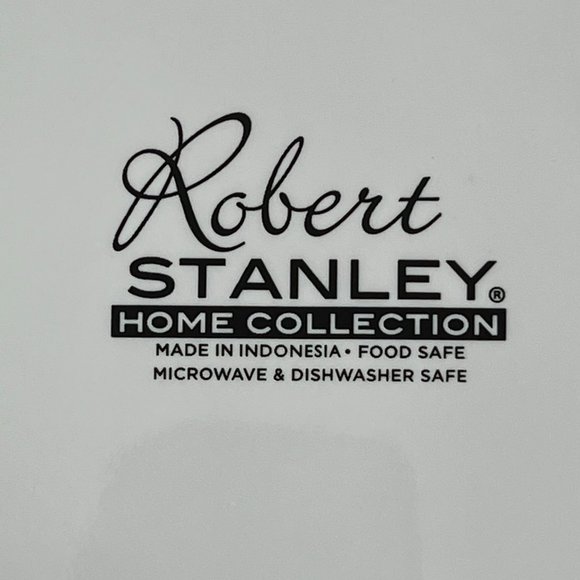 Robert
STANLEY®
HOME COLLECTION
MADE IN INDONESIA • FOOD SAFE
MICROWAVE & DISHWASHER SAFE